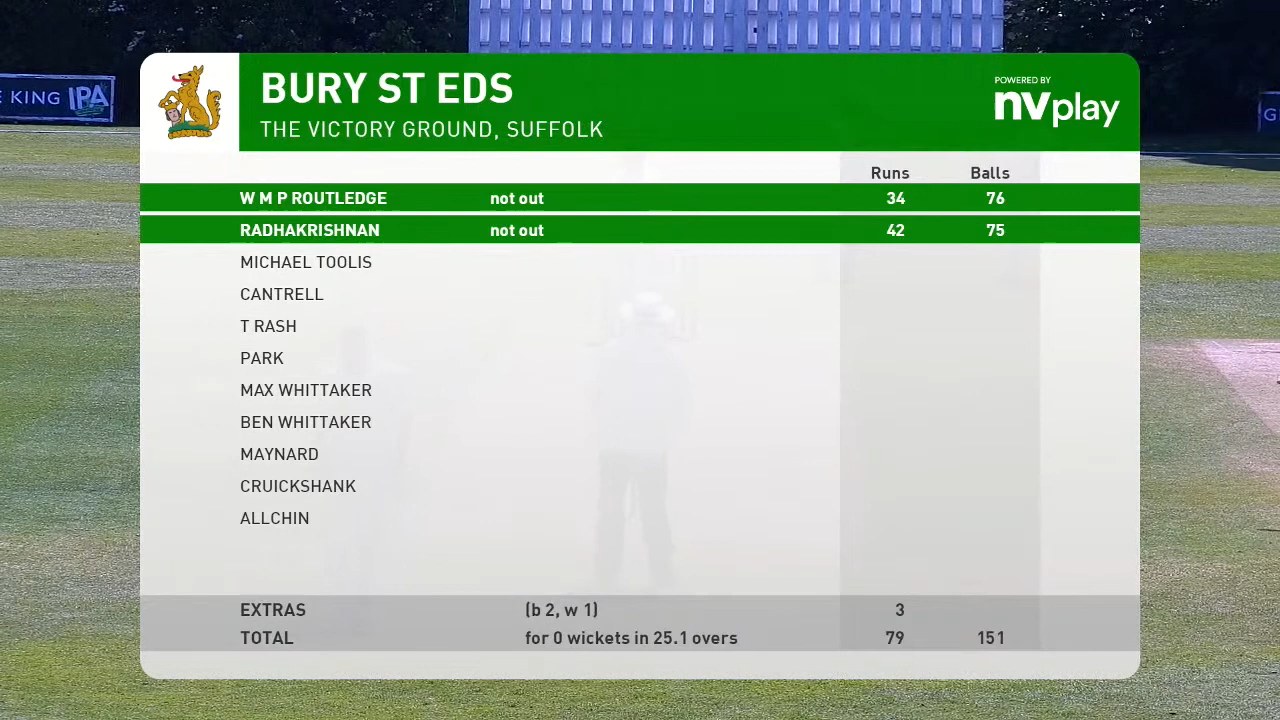 KING IPA
BURY ST EDS
THE VICTORY GROUND, SUFFOLK
POWERED BY
nvplay
Runs Balls
W M P ROUTLEDGE not out 34 76
RADHAKRISHNAN not out 42 75
MICHAEL TOOLIS
CANTRELL
T RASH
PARK
MAX WHITTAKER
BEN WHITTAKER
MAYNARD
CRUICKSHANK
ALLCHIN
EXTRAS (b 2, w 1) 3
TOTAL for 0 wickets in 25.1 overs 79 151